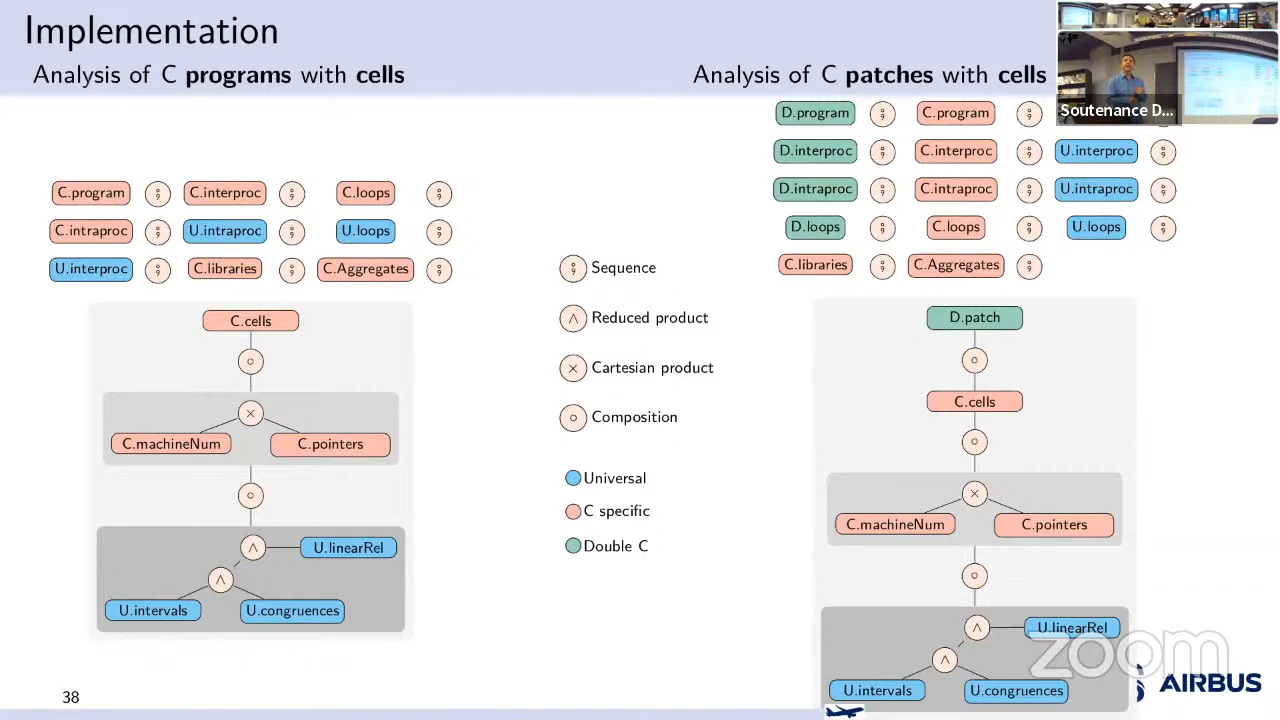 Implementation
Analysis of C programs with cells
Analysis of C patches with cells
Soutenance D...
C.program ; C.interproc ; C.loops ;
C.intraproc ; U.intraproc ; U.loops ;
U.interproc ; C.libraries ; C.Aggregates ;
C.cells
∘
×
C.machineNum C.pointers
∘
∧ U.linearRel
∧
U.intervals U.congruences
; Sequence
∧ Reduced product
× Cartesian product
∘ Composition
Universal
C specific
Double C
D.program ; C.program ;
D.interproc ; C.interproc ; U.interproc ;
D.intraproc ; C.intraproc ; U.intraproc ;
D.loops ; C.loops ; U.loops ;
C.libraries ; C.Aggregates ;
D.patch
∘
C.cells
∘
×
C.machineNum C.pointers
∘
∧ U.linearRel
∧
U.intervals U.congruences
zoom
AIRBUS
38